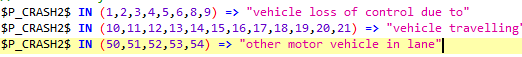 $P_CRASH2$ IN (1,2,3,4,5,6,8,9) => "vehicle loss of control due to"
$P_CRASH2$ IN (10,11,12,13,14,15,16,17,18,19,20,21) => "vehicle travelling"
$P_CRASH2$ IN (50,51,52,53,54) => "other motor vehicle in lane"